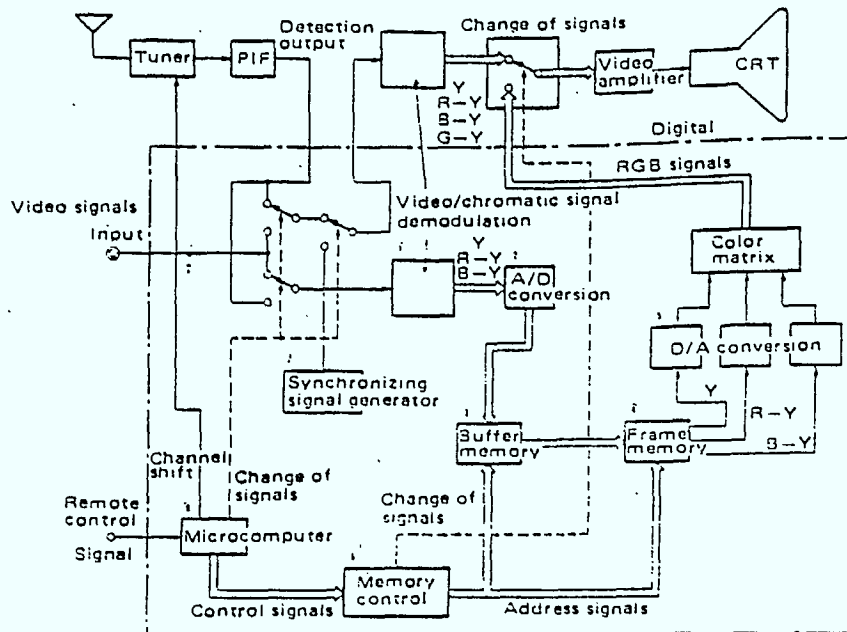 Detection
output
Change of signals
Tuner
PIF
Video
amplifier
CRT
Y
R-Y
B-Y
G-Y
Digital
RGB signals
Video signals
Input
Video/chromatic signal
demodulation
Y
R-Y
B-Y
A/D
conversion
Color
matrix
D/A conversion
Synchronizing
signal generator
Y
R-Y
B-Y
Buffer
memory
Frame
memory
Channel
shift
Change of
signals
Change of
signals
Remote
control
Signal
Microcomputer
Memory
control
Control signals
Address signals